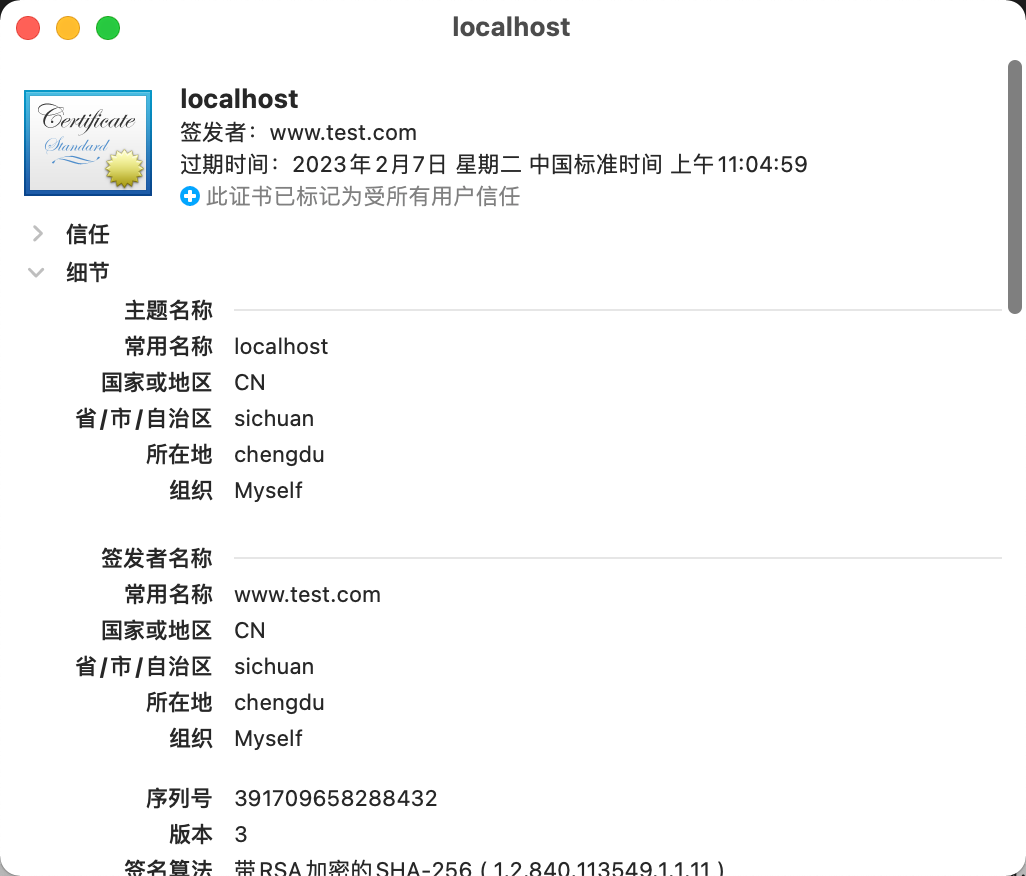 localhost
Certificate
Standard
localhost
签发者：www.test.com
过期时间：2023年2月7日 星期二 中国标准时间 上午11:04:59
此证书已标记为受所有用户信任
信任
细节
主题名称
常用名称 localhost
国家或地区 CN
省/市/自治区 sichuan
所在地 chengdu
组织 Myself
签发者名称
常用名称 www.test.com
国家或地区 CN
省/市/自治区 sichuan
所在地 chengdu
组织 Myself
序列号 391709658288432
版本 3
签名算法 带RSA加密的SHA-256 ( 1.2.840.113549.1.1.11 )